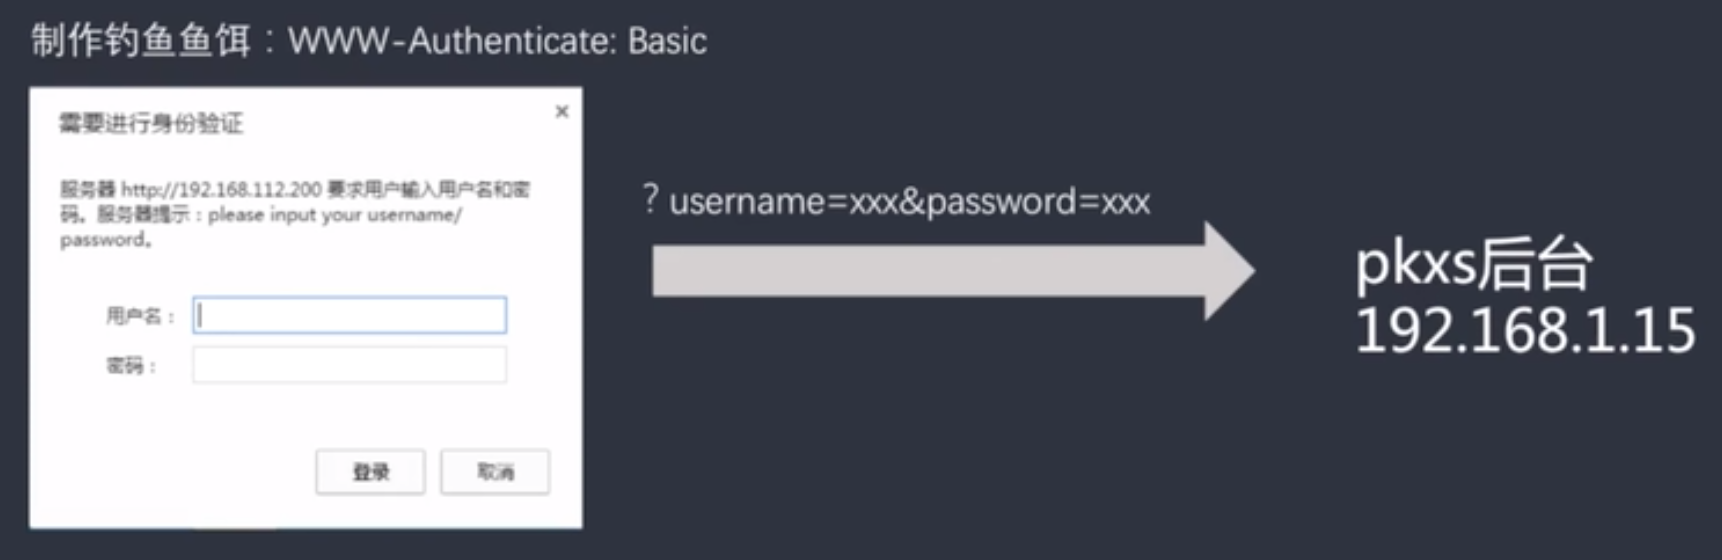 制作钓鱼鱼饵：WWW-Authenticate: Basic
需要进行身份验证
×
服务器 http://192.168.112.200 要求用户输入用户名和密
码。服务器提示：please input your username/
password。
用户名：
密码：
登录
取消
？username=xxx&password=xxx
pkxs后台
192.168.1.15